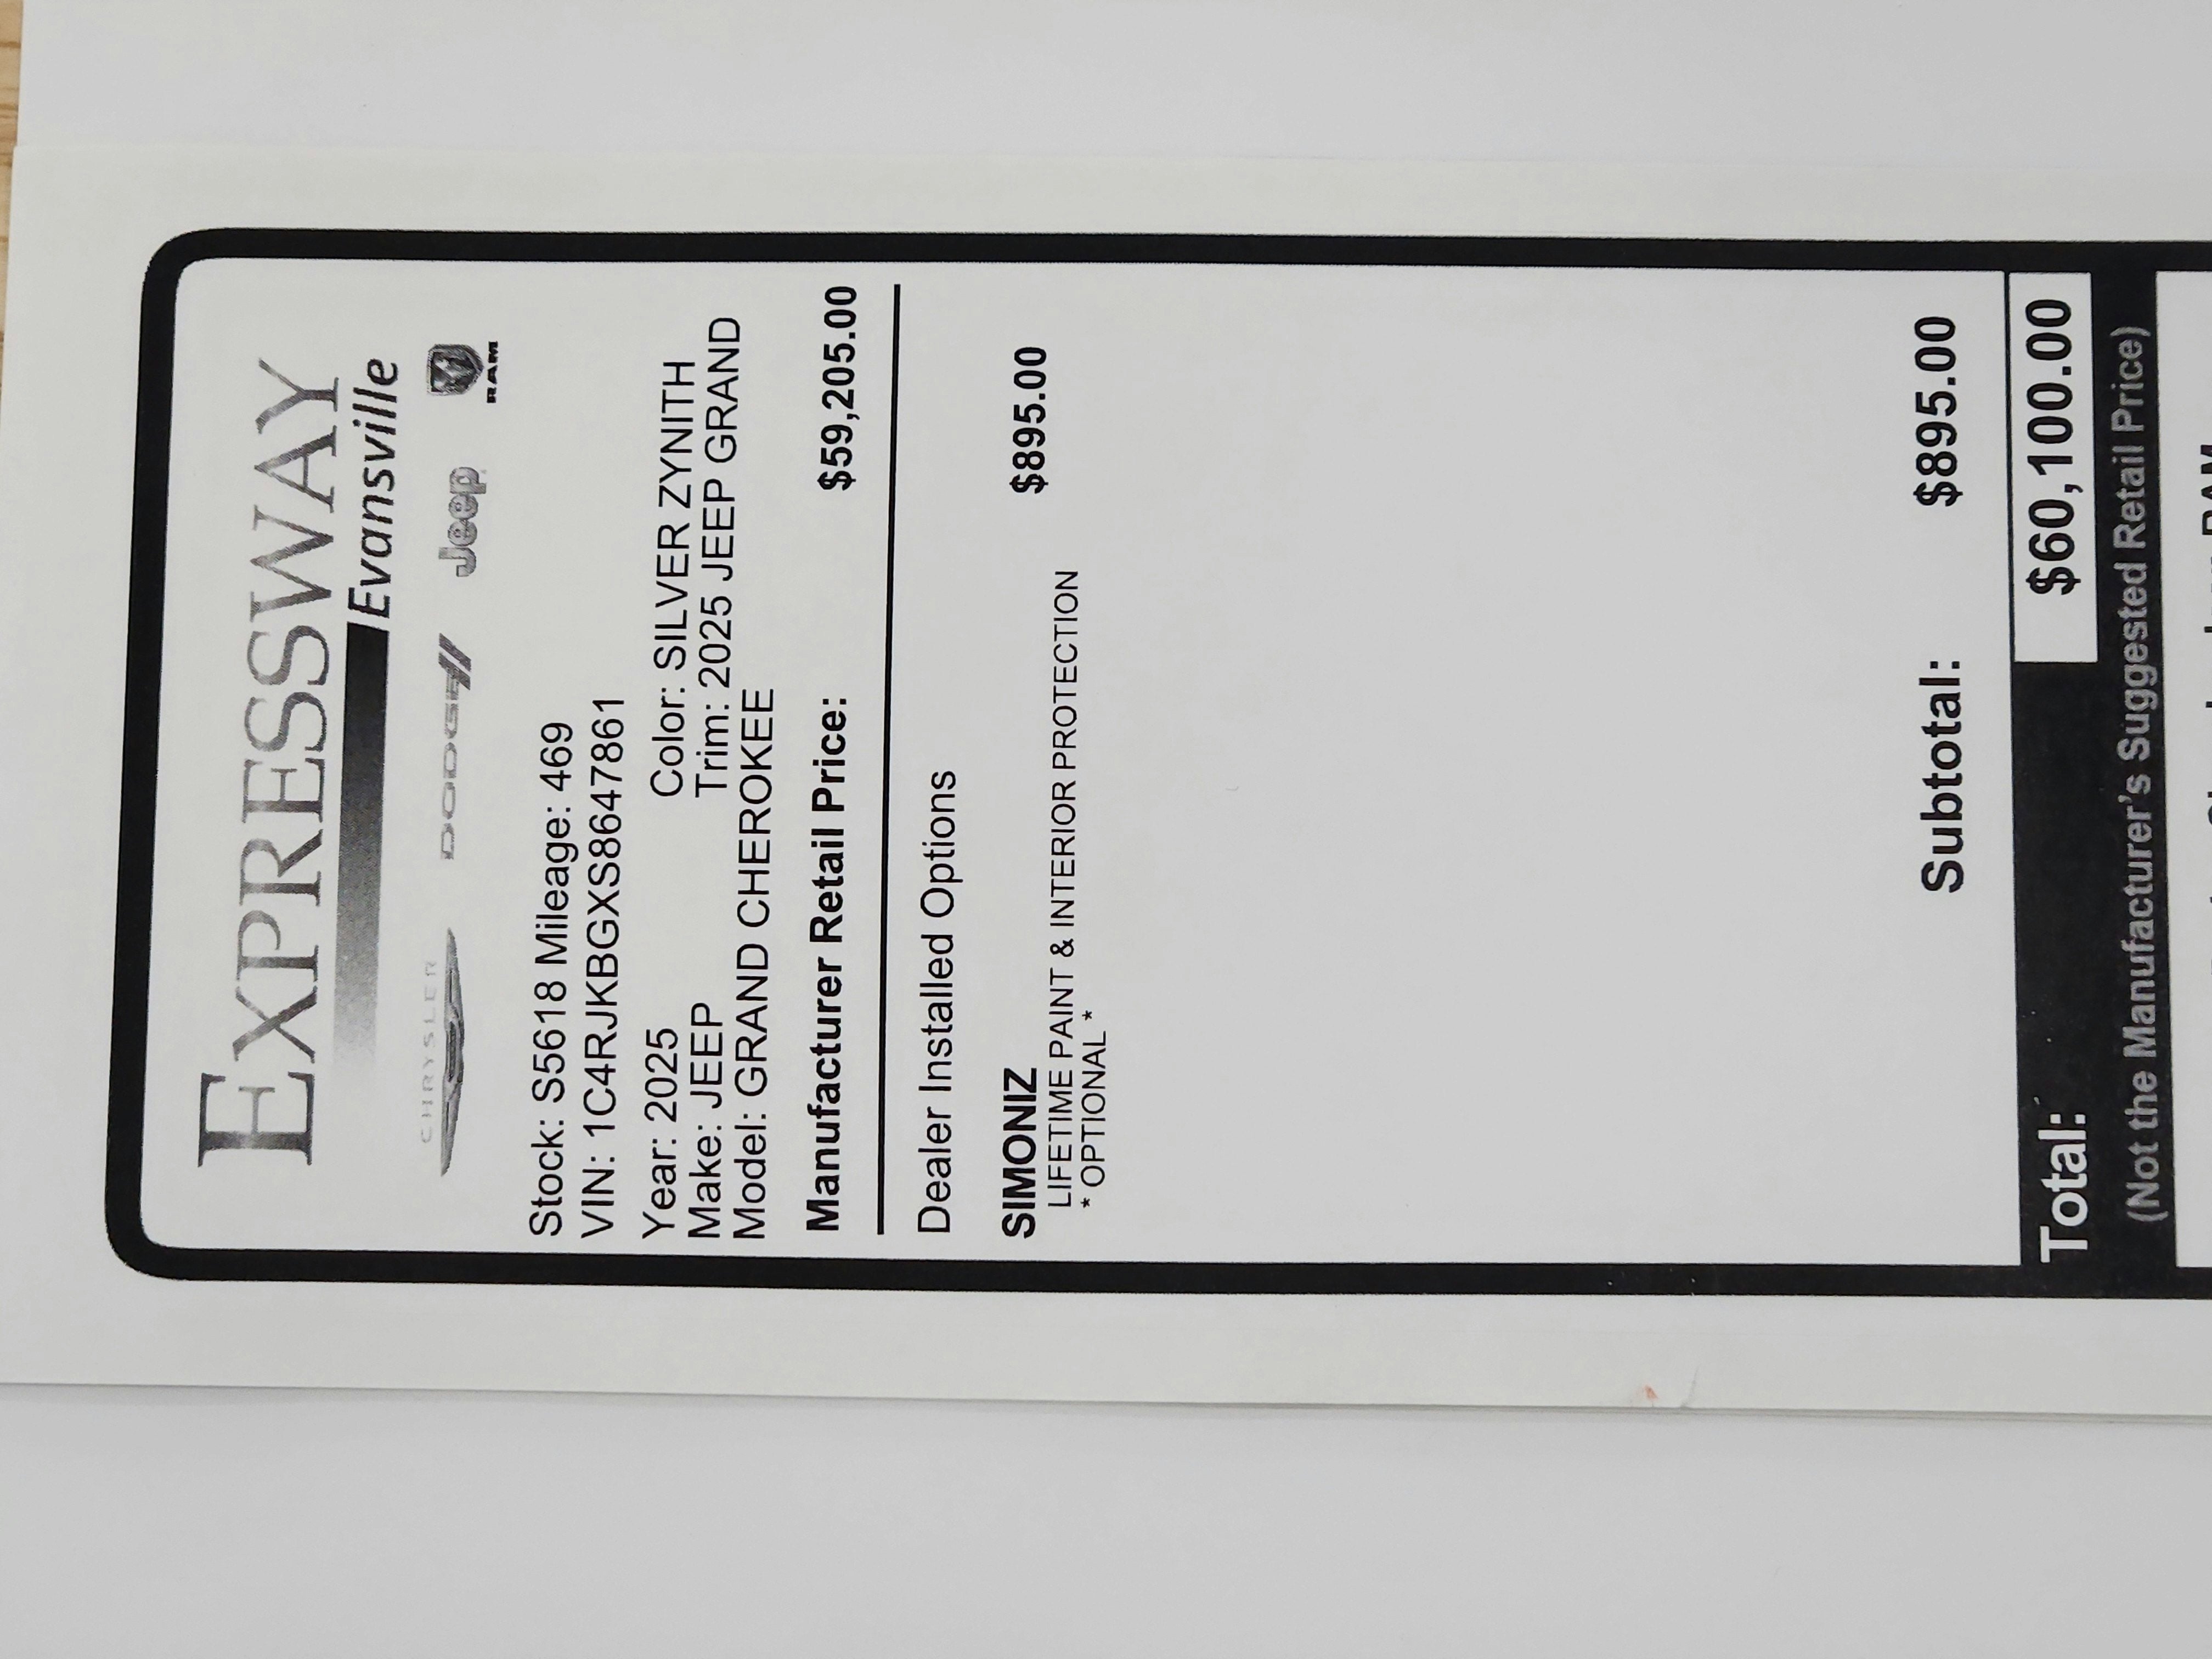 EXPRESSWAY
Evansville
CHRYSLER DODGE Jeep RAM
Stock: S5618 Mileage: 469
VIN: 1C4RJKBGXS8647861
Year: 2025 Color: SILVER ZYNITH
Make: JEEP Trim: 2025 JEEP GRAND
Model: GRAND CHEROKEE
Manufacturer Retail Price: $59,205.00
Dealer Installed Options
SIMONIZ $895.00
LIFETIME PAINT & INTERIOR PROTECTION
* OPTIONAL *
Subtotal: $895.00
Total: $60,100.00
(Not the Manufacturer's Suggested Retail Price)